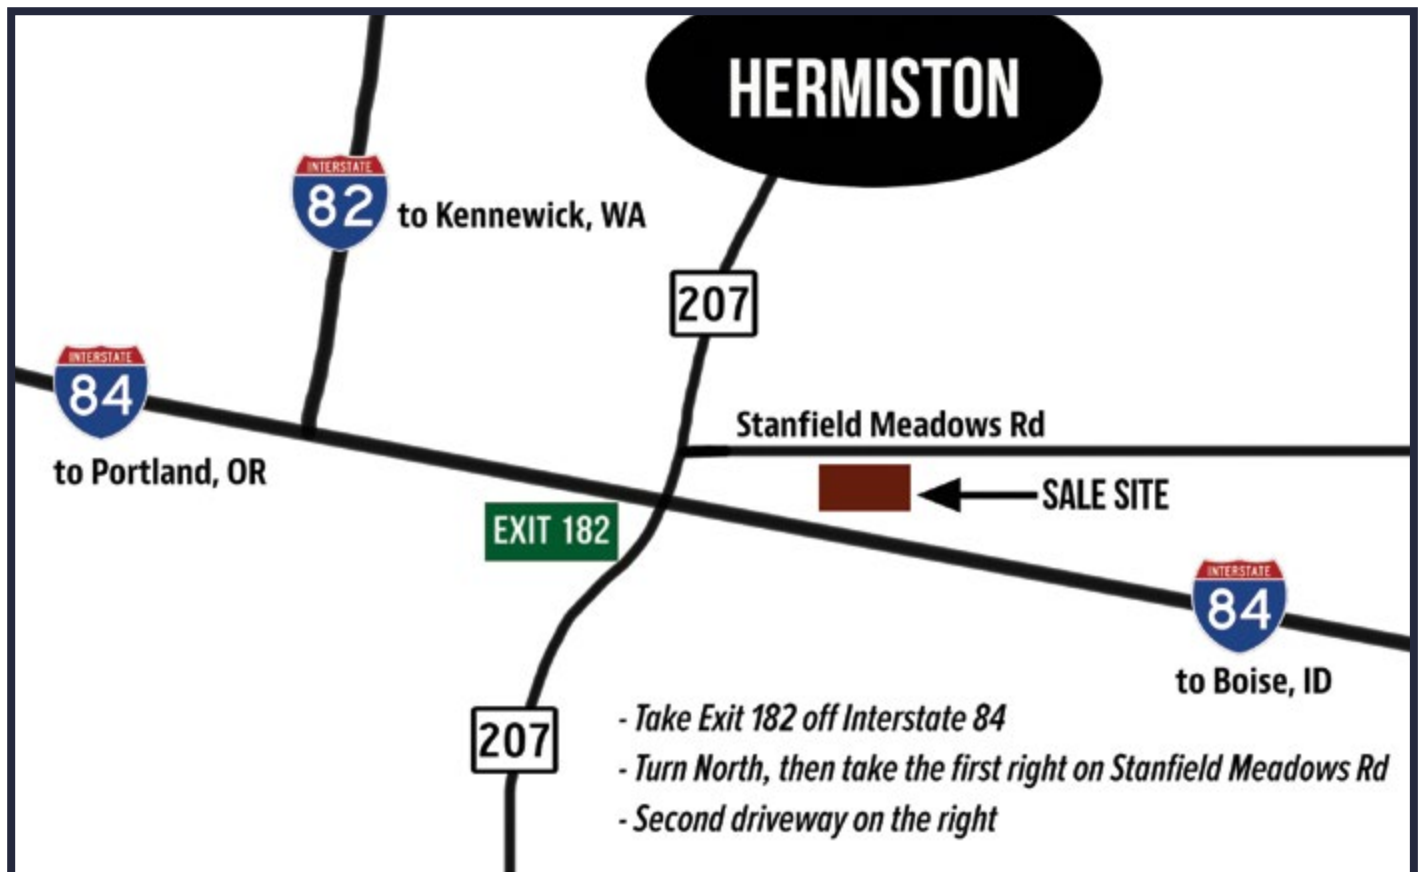 HERMISTON
INTERSTATE
82
to Kennewick, WA
207
INTERSTATE
84
to Portland, OR
Stanfield Meadows Rd
SALE SITE
EXIT 182
INTERSTATE
84
to Boise, ID
207
- Take Exit 182 off Interstate 84
- Turn North, then take the first right on Stanfield Meadows Rd
- Second driveway on the right